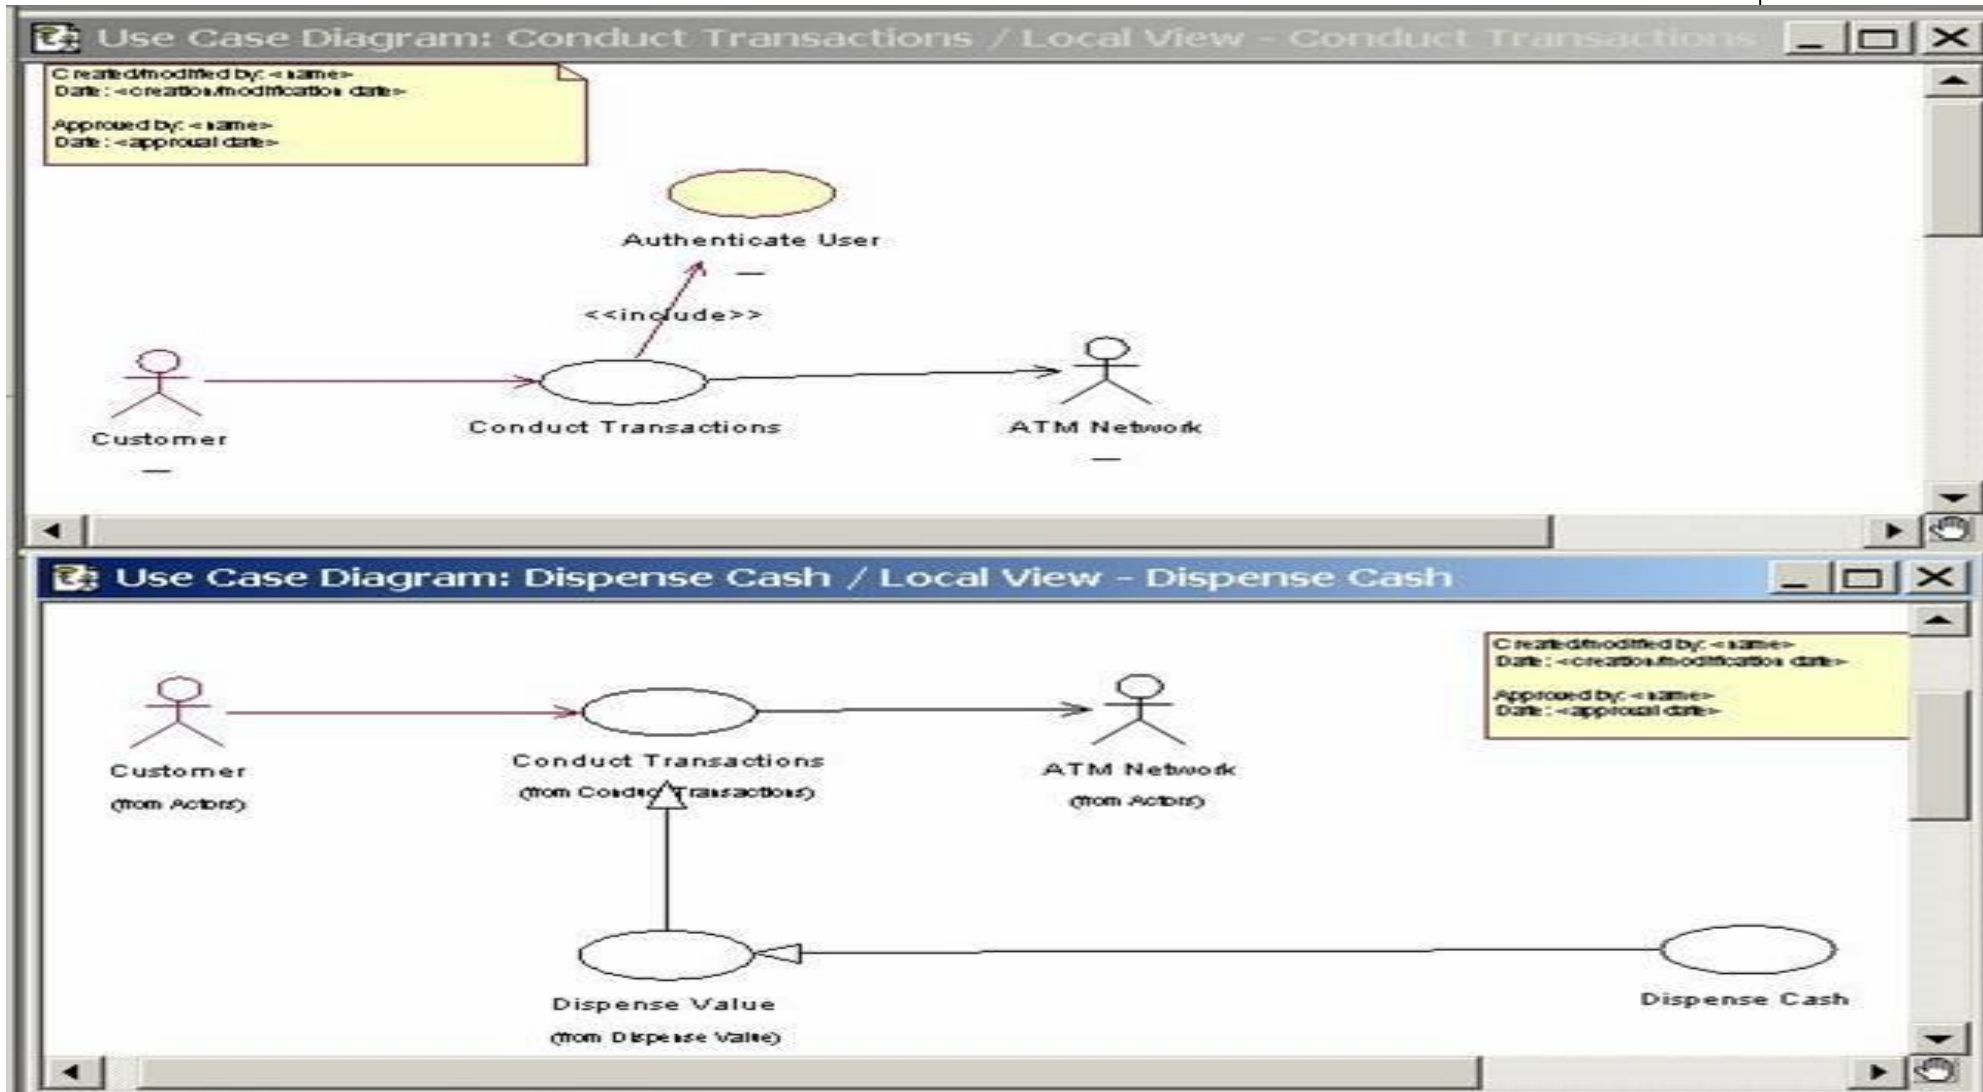 Use Case Diagram: Conduct Transactions / Local View - Conduct Transactions
Created/modified by: <name>
Date: <creation/modification date>
Approved by: <name>
Date: <approval date>
Authenticate User
<<include>>
Customer
Conduct Transactions
ATM Network
Use Case Diagram: Dispense Cash / Local View - Dispense Cash
Created/modified by: <name>
Date: <creation/modification date>
Approved by: <name>
Date: <approval date>
Customer
(from Actors)
Conduct Transactions
(from Conduct Transactions)
ATM Network
(from Actors)
Dispense Value
(from Dispense Value)
Dispense Cash